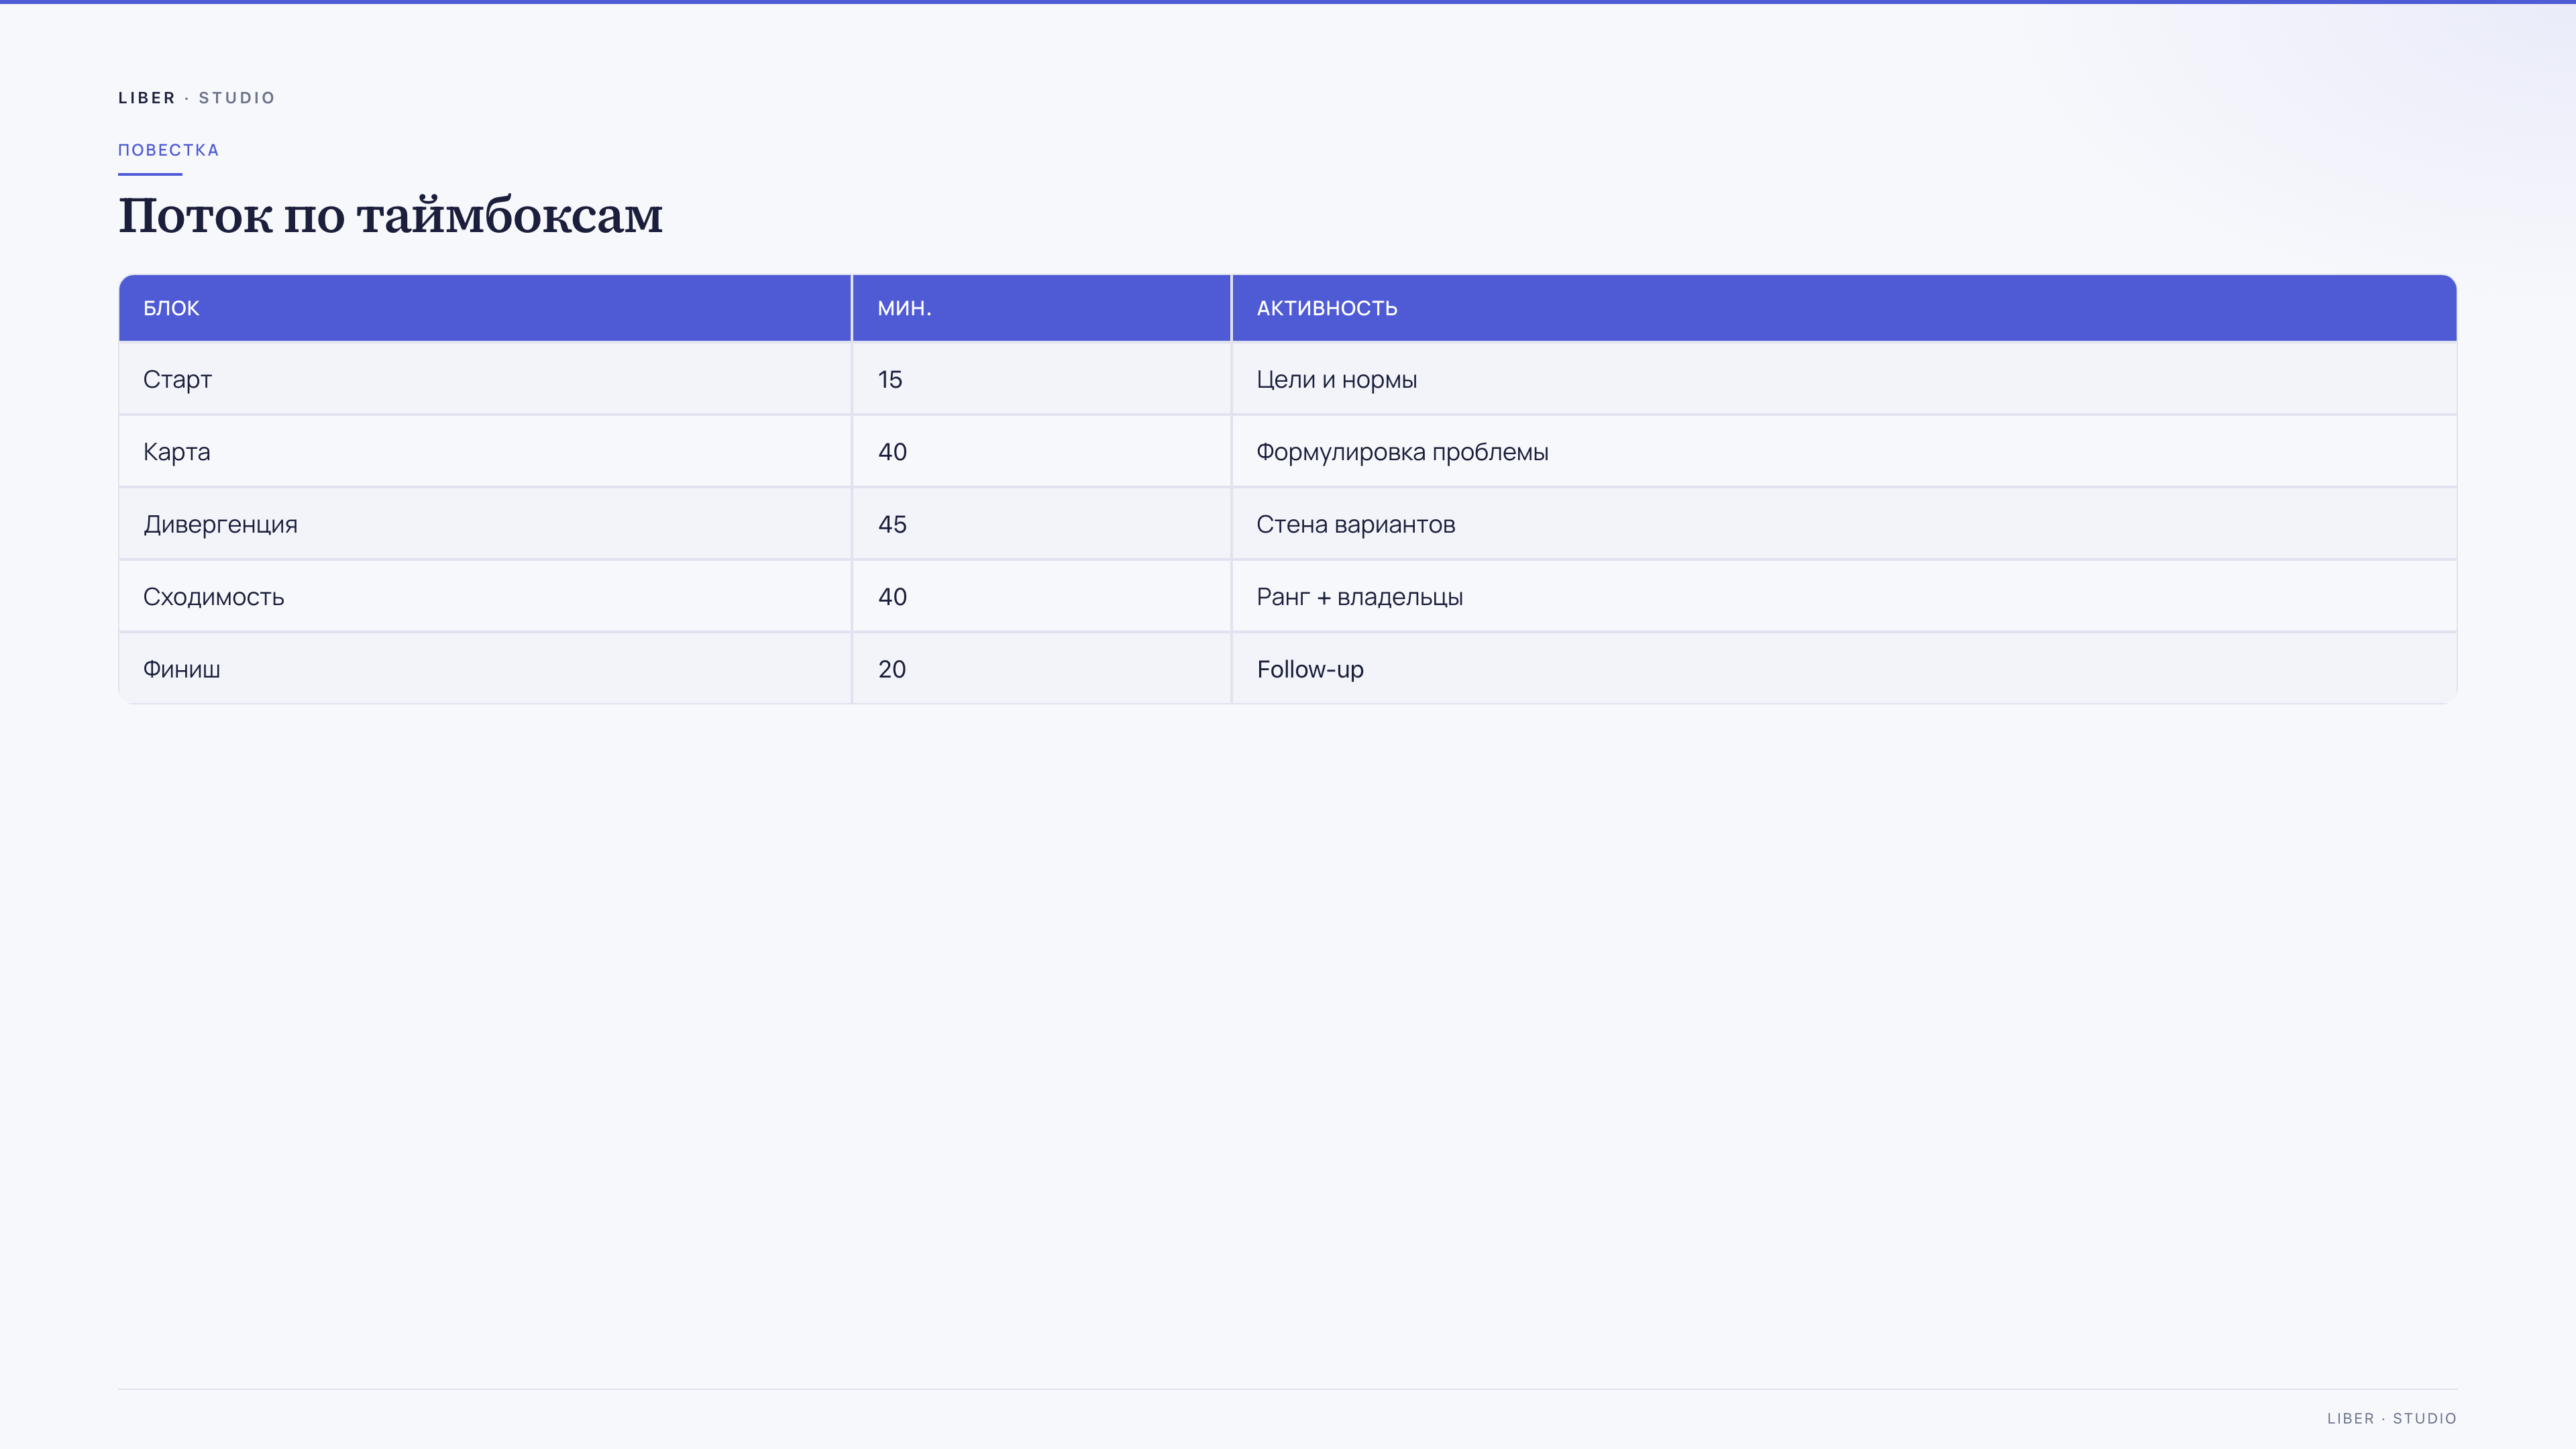 LIBER · STUDIO
ПОВЕСТКА
Поток по таймбоксам
БЛОК МИН. АКТИВНОСТЬ
Старт 15 Цели и нормы
Карта 40 Формулировка проблемы
Дивергенция 45 Стена вариантов
Сходимость 40 Ранг + владельцы
Финиш 20 Follow-up
LIBER · STUDIO